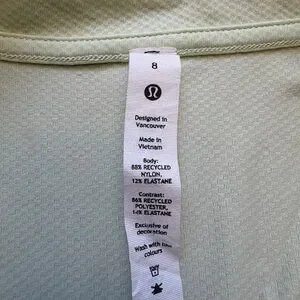 8
Designed in
Vancouver
Made in
Vietnam
Body:
88% RECYCLED
NYLON,
12% ELASTANE
Contrast:
86% RECYCLED
POLYESTER,
14% ELASTANE
Exclusive of
decoration
Wash with like
colours